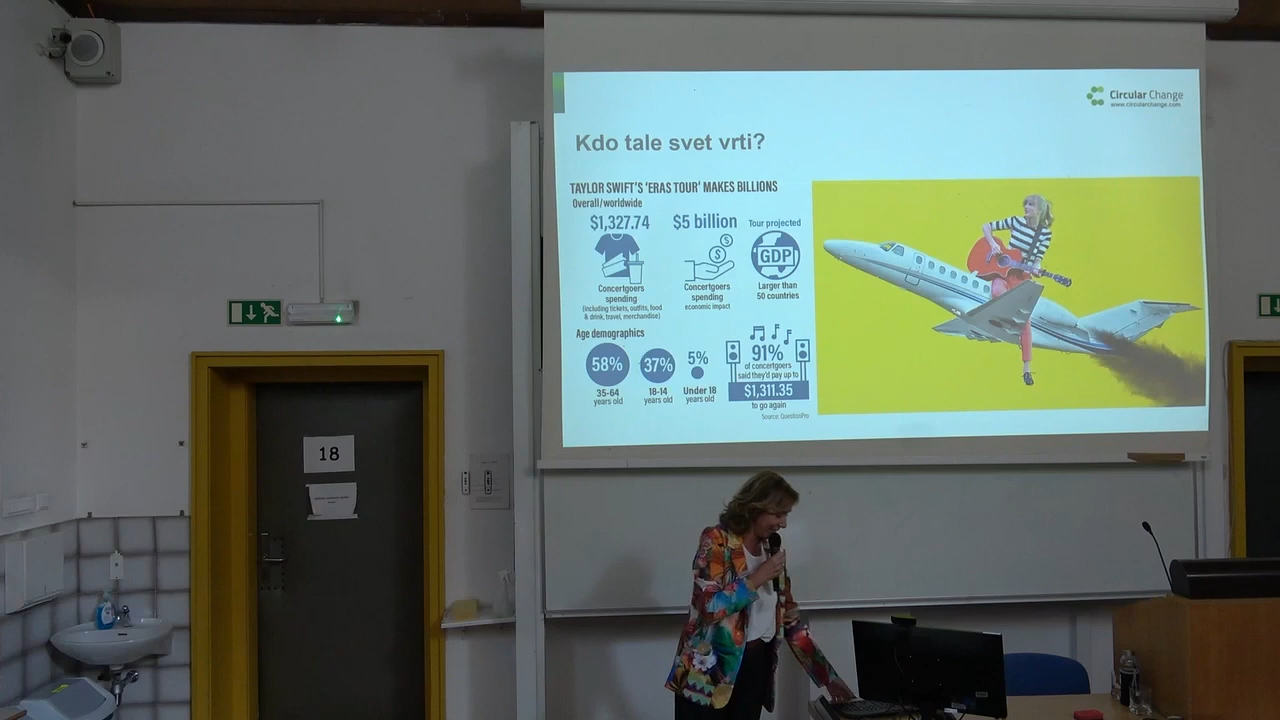 Circular Change
www.circularchange.com
Kdo tale svet vrti?
TAYLOR SWIFT'S 'ERAS TOUR' MAKES BILLIONS
Overall/worldwide
$1,327.74
Concertgoers
spending
(including tickets, outfits, food
& drink, travel, merchandise)
$5 billion
Concertgoers
spending
economic impact
Tour projected
GDP
Larger than
50 countries
Age demographics
58%
35-64
years old
37%
18-14
years old
5%
Under 18
years old
91%
of concertgoers
said they'd pay up to
$1,311.35
to go again
Source: QuestionPro
18